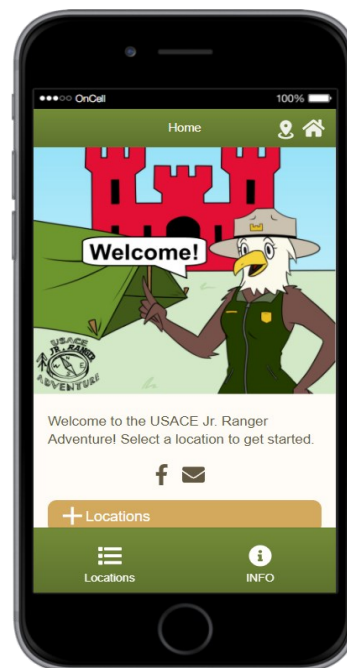 OnCell
100%
Home
Welcome!
USACE
JR. RANGER
ADVENTURE
Welcome to the USACE Jr. Ranger
Adventure! Select a location to get started.
Locations
Locations
INFO